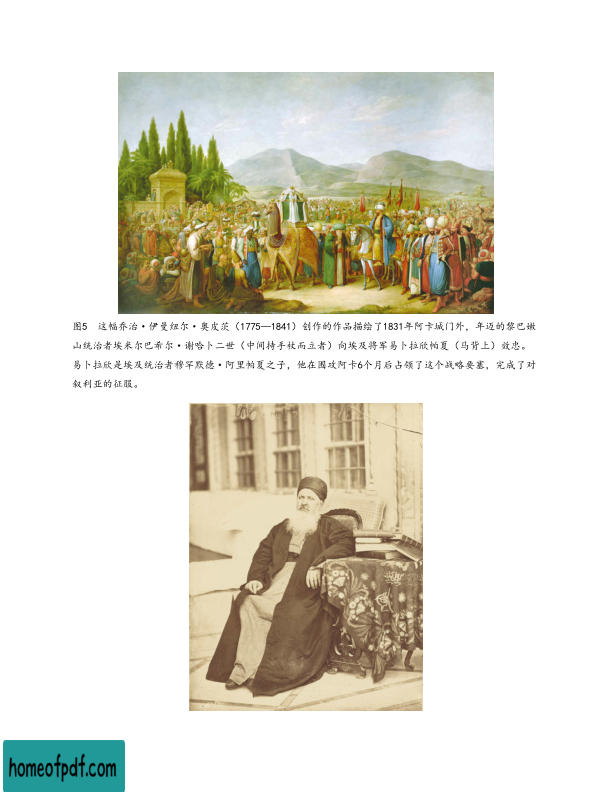 图5 这幅乔治·伊曼纽尔·奥皮茨（1775—1841）创作的作品描绘了1831年阿卡城门外，年迈的黎巴嫩
山统治者埃米尔巴希尔·谢哈卜二世（中间持手杖而立者）向埃及将军易卜拉欣帕夏（马背上）效忠。
易卜拉欣是埃及统治者穆罕默德·阿里帕夏之子，他在围攻阿卡6个月后占领了这个战略要塞，完成了对
叙利亚的征服。
homeofpdf.com